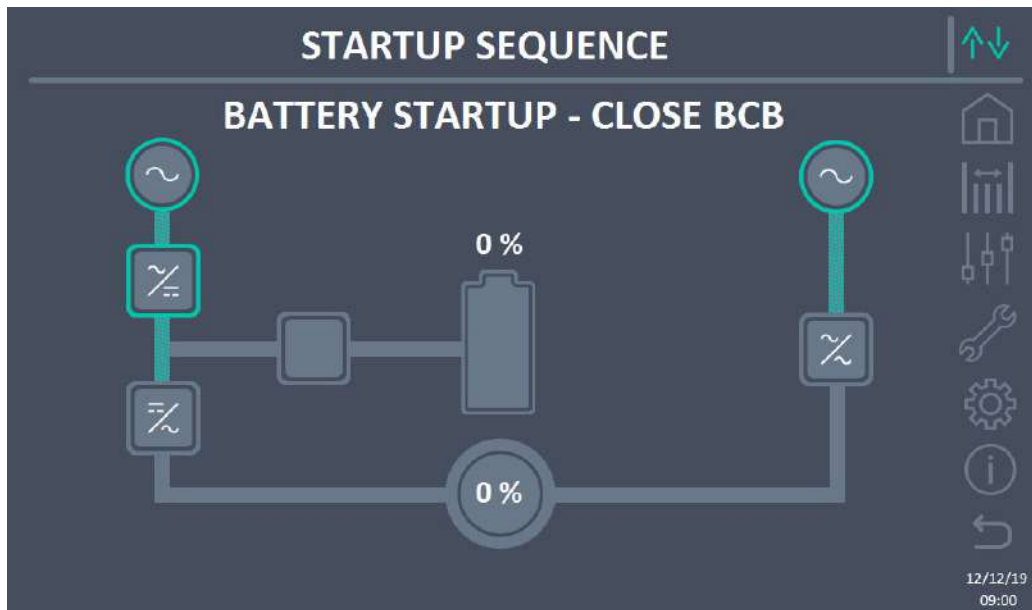 STARTUP SEQUENCE
BATTERY STARTUP - CLOSE BCB
0 %
0 %
12/12/19
09:00